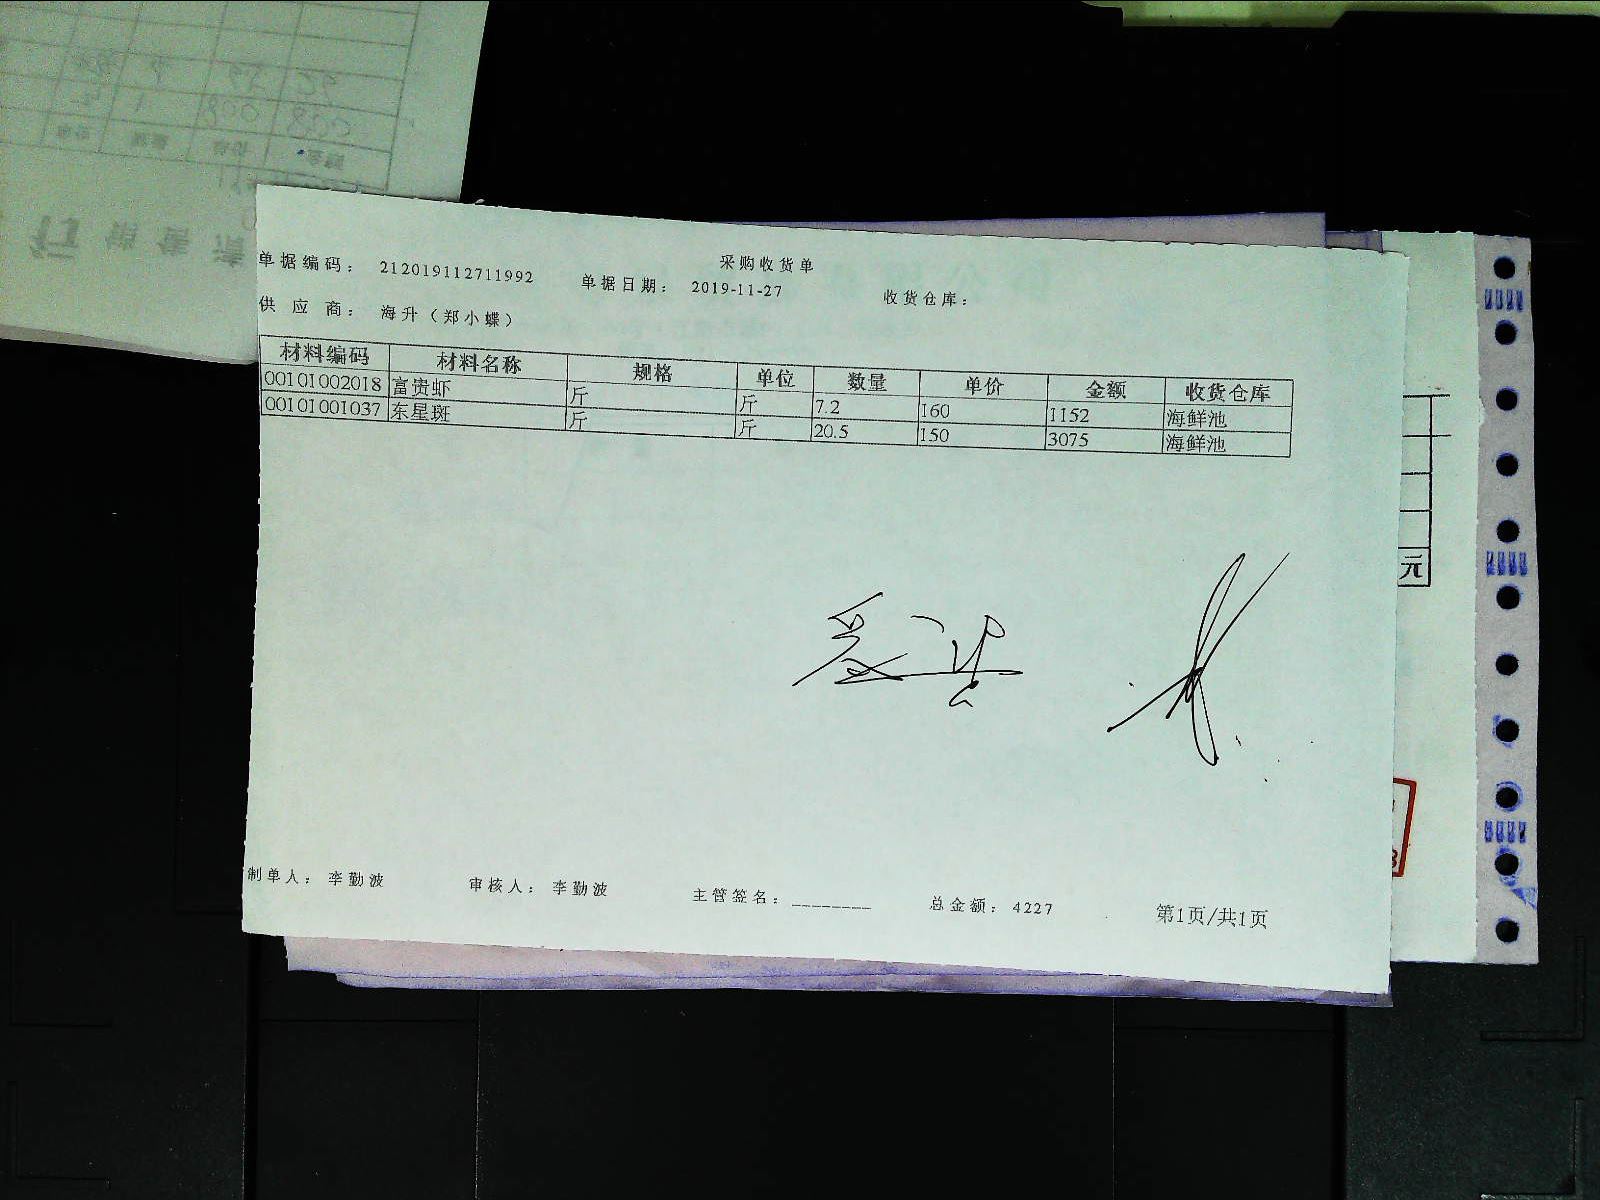 采购收货单
单据编码： 212019112711992 单据日期： 2019-11-27 收货仓库：
供 应 商： 海升（郑小蝶）
材料编码 材料名称 规格 单位 数量 单价 金额 收货仓库
00101002018 富贵虾 斤 斤 7.2 160 1152 海鲜池
00101001037 东星斑 斤 斤 20.5 150 3075 海鲜池
元
制单人： 李勤波 审核人： 李勤波 主管签名：________ 总金额： 4227 第1页/共1页